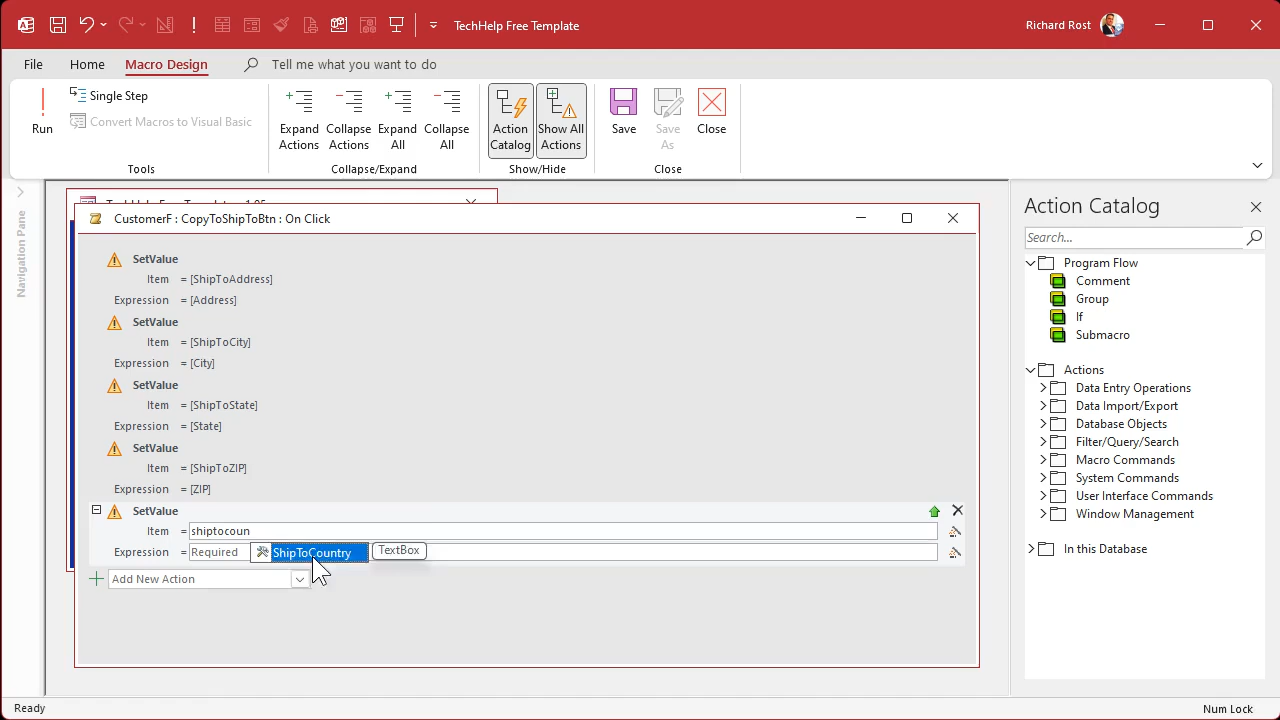 TechHelp Free Template
Richard Rost
File Home Macro Design Tell me what you want to do
Run
Single Step
Convert Macros to Visual Basic
Expand Actions
Collapse Actions
Expand All
Collapse All
Action Catalog
Show All Actions
Save
Save As
Close
Tools
Collapse/Expand
Show/Hide
Close
Navigation Pane
CustomerF : CopyToShipToBtn : On Click
SetValue
Item = [ShipToAddress]
Expression = [Address]
SetValue
Item = [ShipToCity]
Expression = [City]
SetValue
Item = [ShipToState]
Expression = [State]
SetValue
Item = [ShipToZIP]
Expression = [ZIP]
SetValue
Item = shiptocoun
Expression = Required
ShipToCountry
TextBox
Add New Action
Action Catalog
Search...
Program Flow
Comment
Group
If
Submacro
Actions
Data Entry Operations
Data Import/Export
Database Objects
Filter/Query/Search
Macro Commands
System Commands
User Interface Commands
Window Management
In this Database
Ready
Num Lock